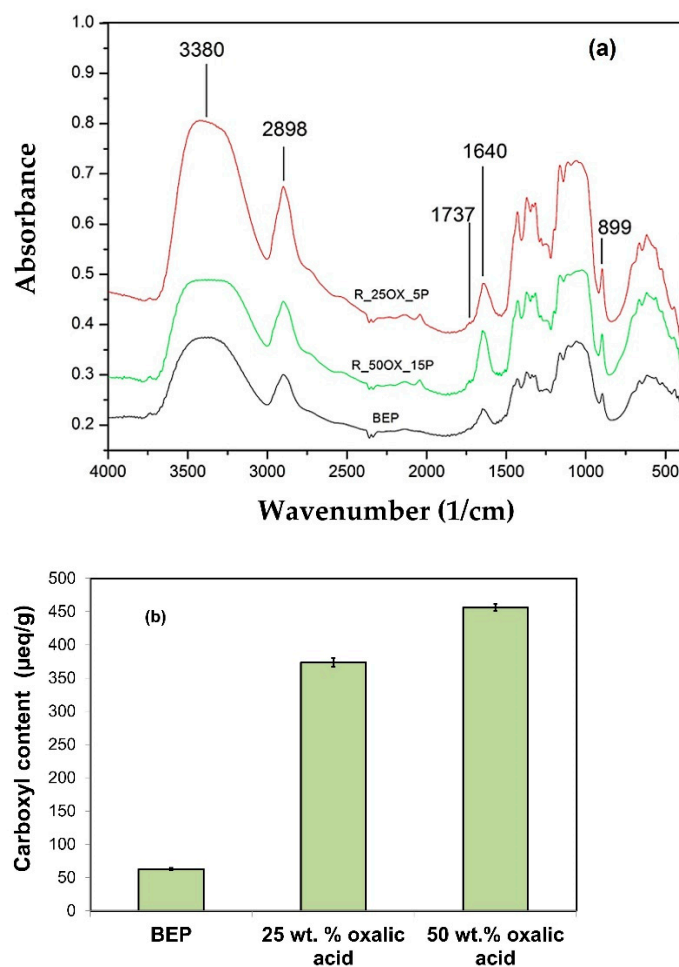 (a)
1.0
0.9
0.8
0.7
0.6
0.5
0.4
0.3
0.2
Absorbance
3380
2898
1737
1640
899
R_25OX_5P
R_50OX_15P
BEP
4000 3500 3000 2500 2000 1500 1000 500
Wavenumber (1/cm)
(b)
500
450
400
350
300
250
200
150
100
50
0
Carboxyl content (µeq/g)
BEP
25 wt. % oxalic
acid
50 wt. % oxalic
acid